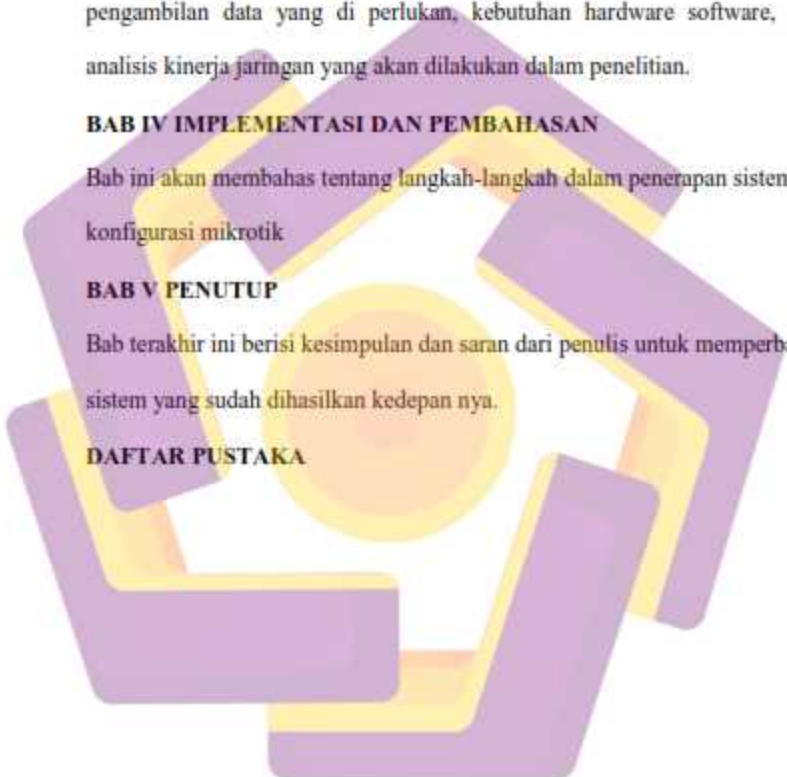 pengambilan data yang di perlukan, kebutuhan hardware software,
analisis kinerja jaringan yang akan dilakukan dalam penelitian.
BAB IV IMPLEMENTASI DAN PEMBAHASAN
Bab ini akan membahas tentang langkah-langkah dalam penerapan sistem
konfigurasi mikrotik
BAB V PENUTUP
Bab terakhir ini berisi kesimpulan dan saran dari penulis untuk memperba
sistem yang sudah dihasilkan kedepan nya.
DAFTAR PUSTAKA